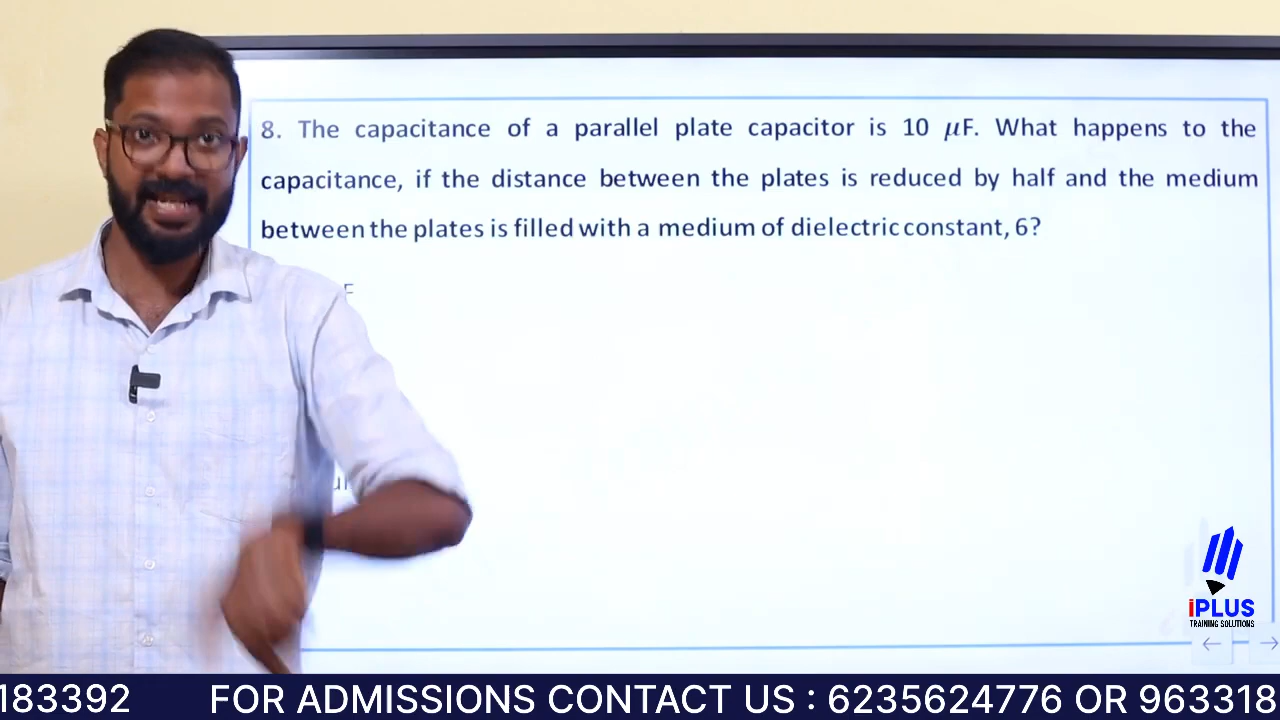 8. The capacitance of a parallel plate capacitor is 10 μF. What happens to the
capacitance, if the distance between the plates is reduced by half and the medium
between the plates is filled with a medium of dielectric constant, 6?
F
iPLUS
TRAINING SOLUTIONS
183392 FOR ADMISSIONS CONTACT US : 6235624776 OR 963318